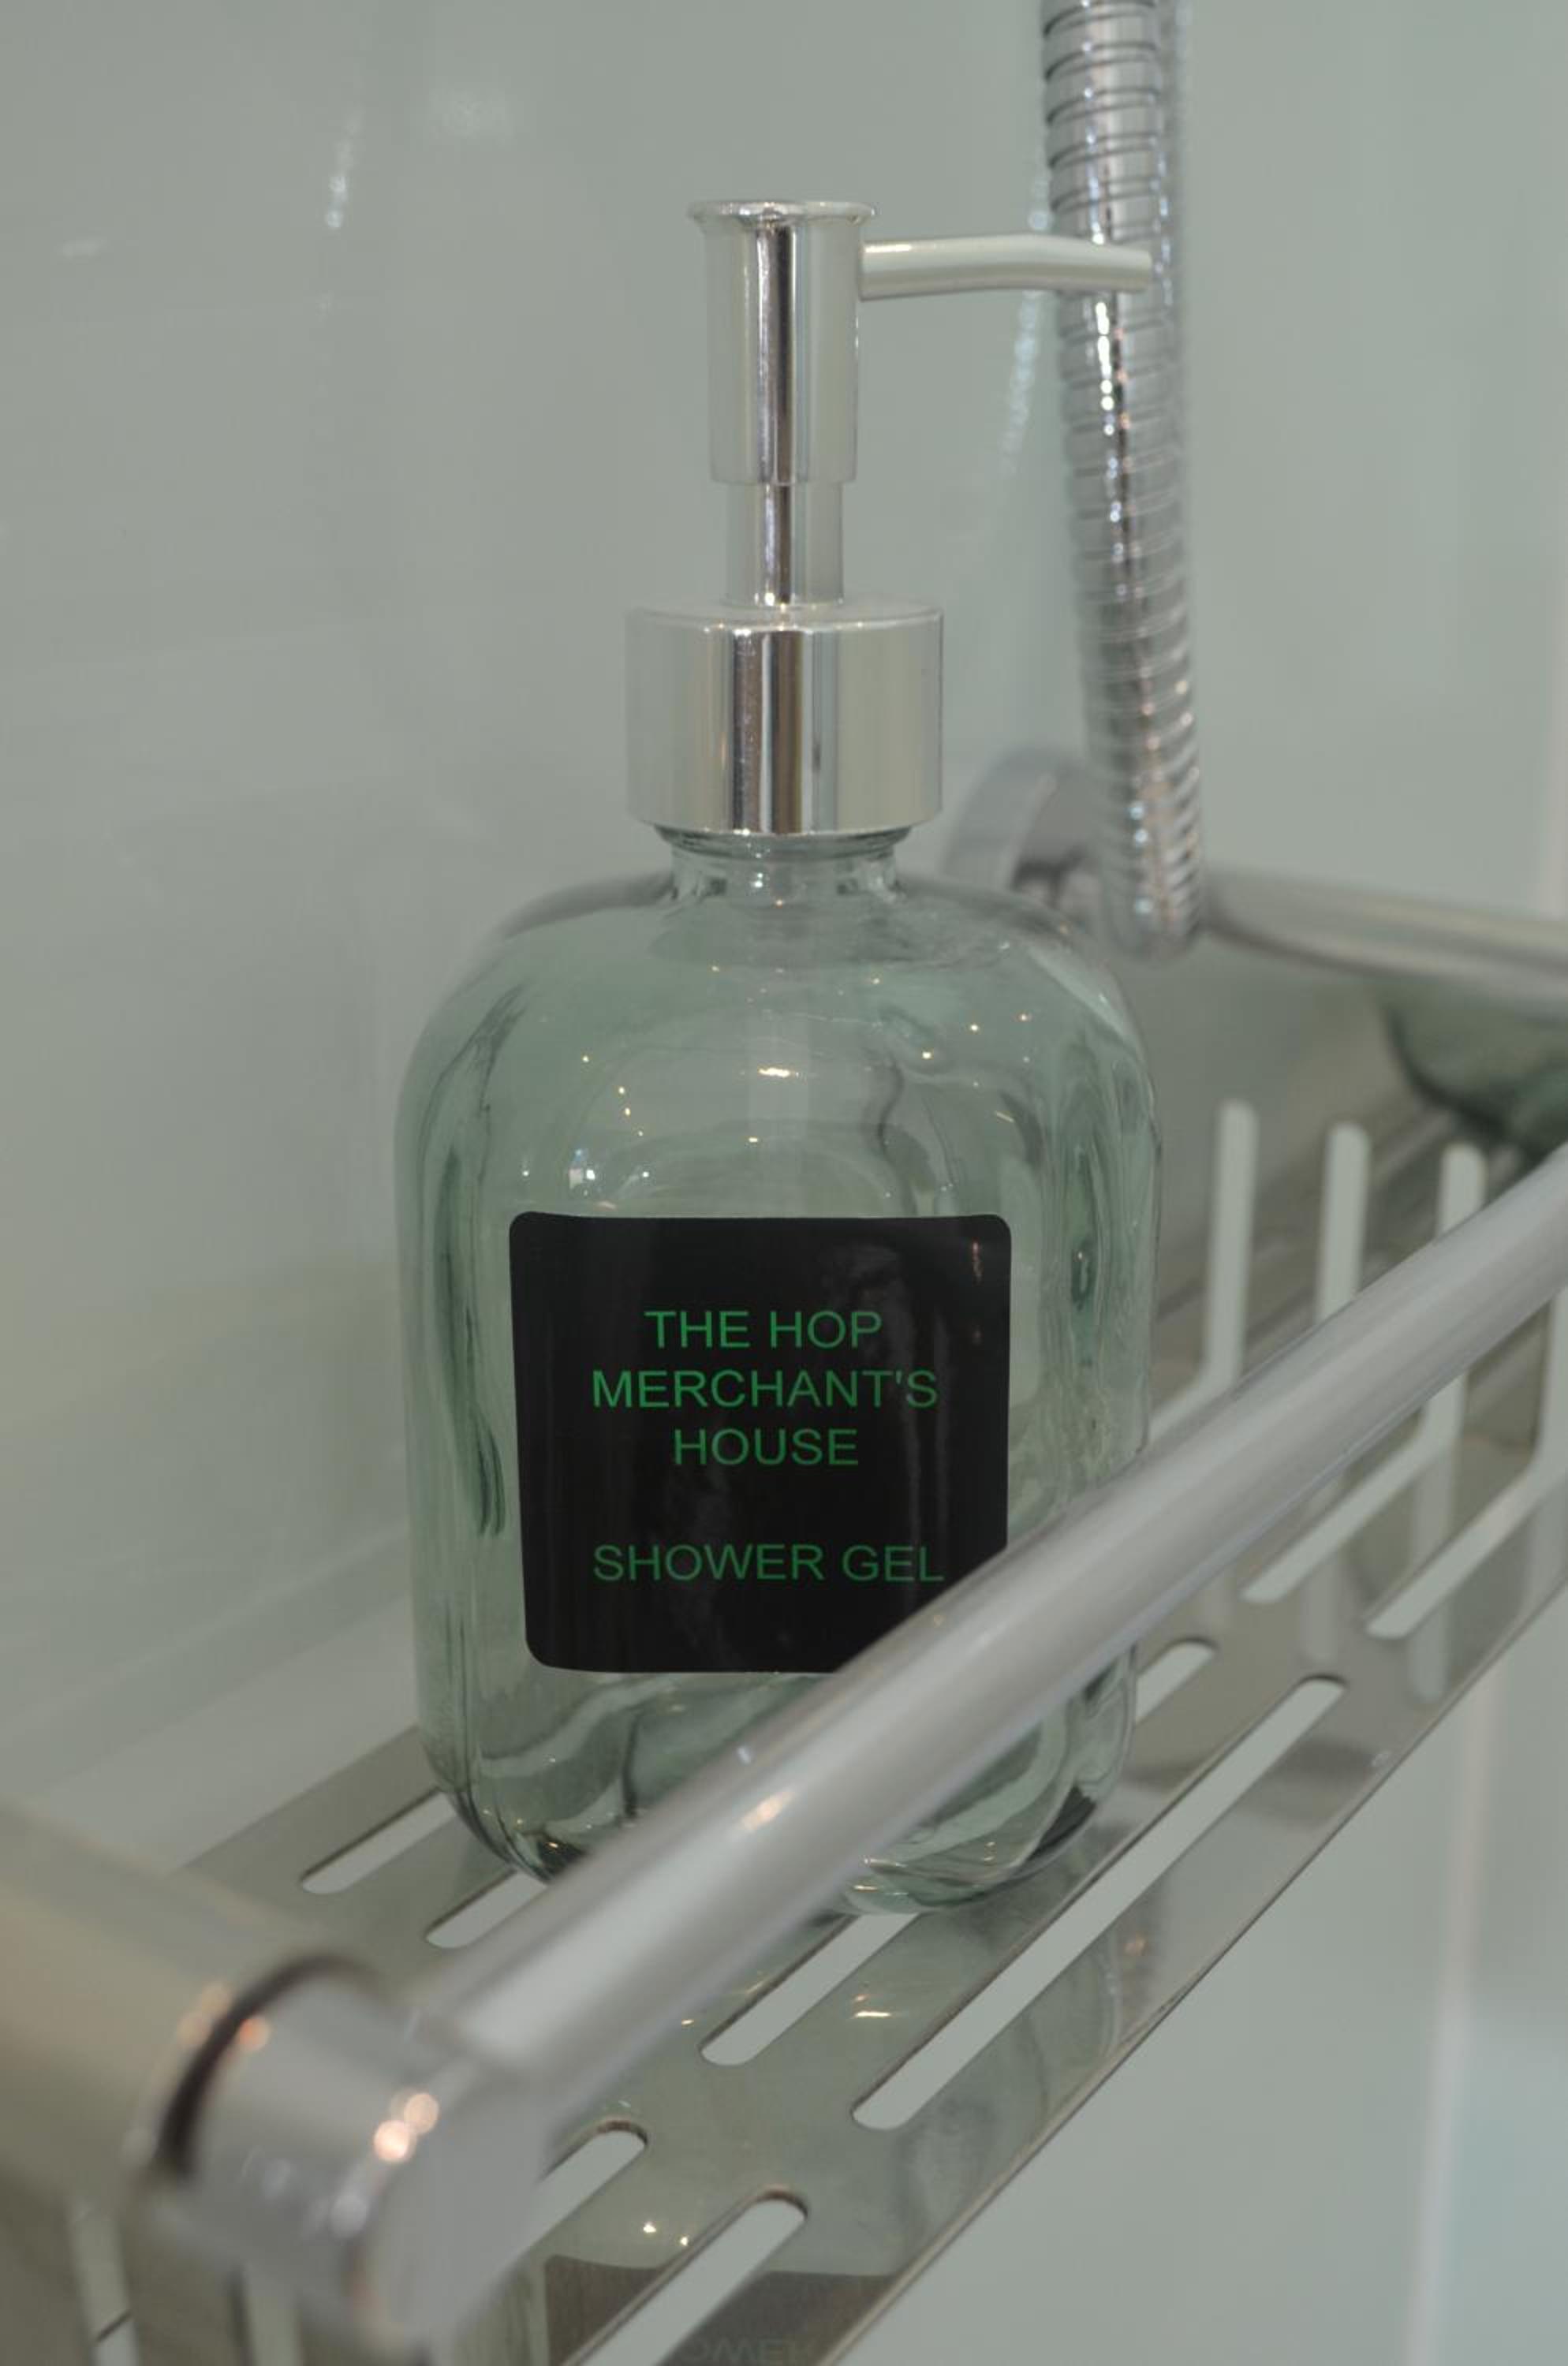 THE HOP
MERCHANT'S
HOUSE
SHOWER GEL